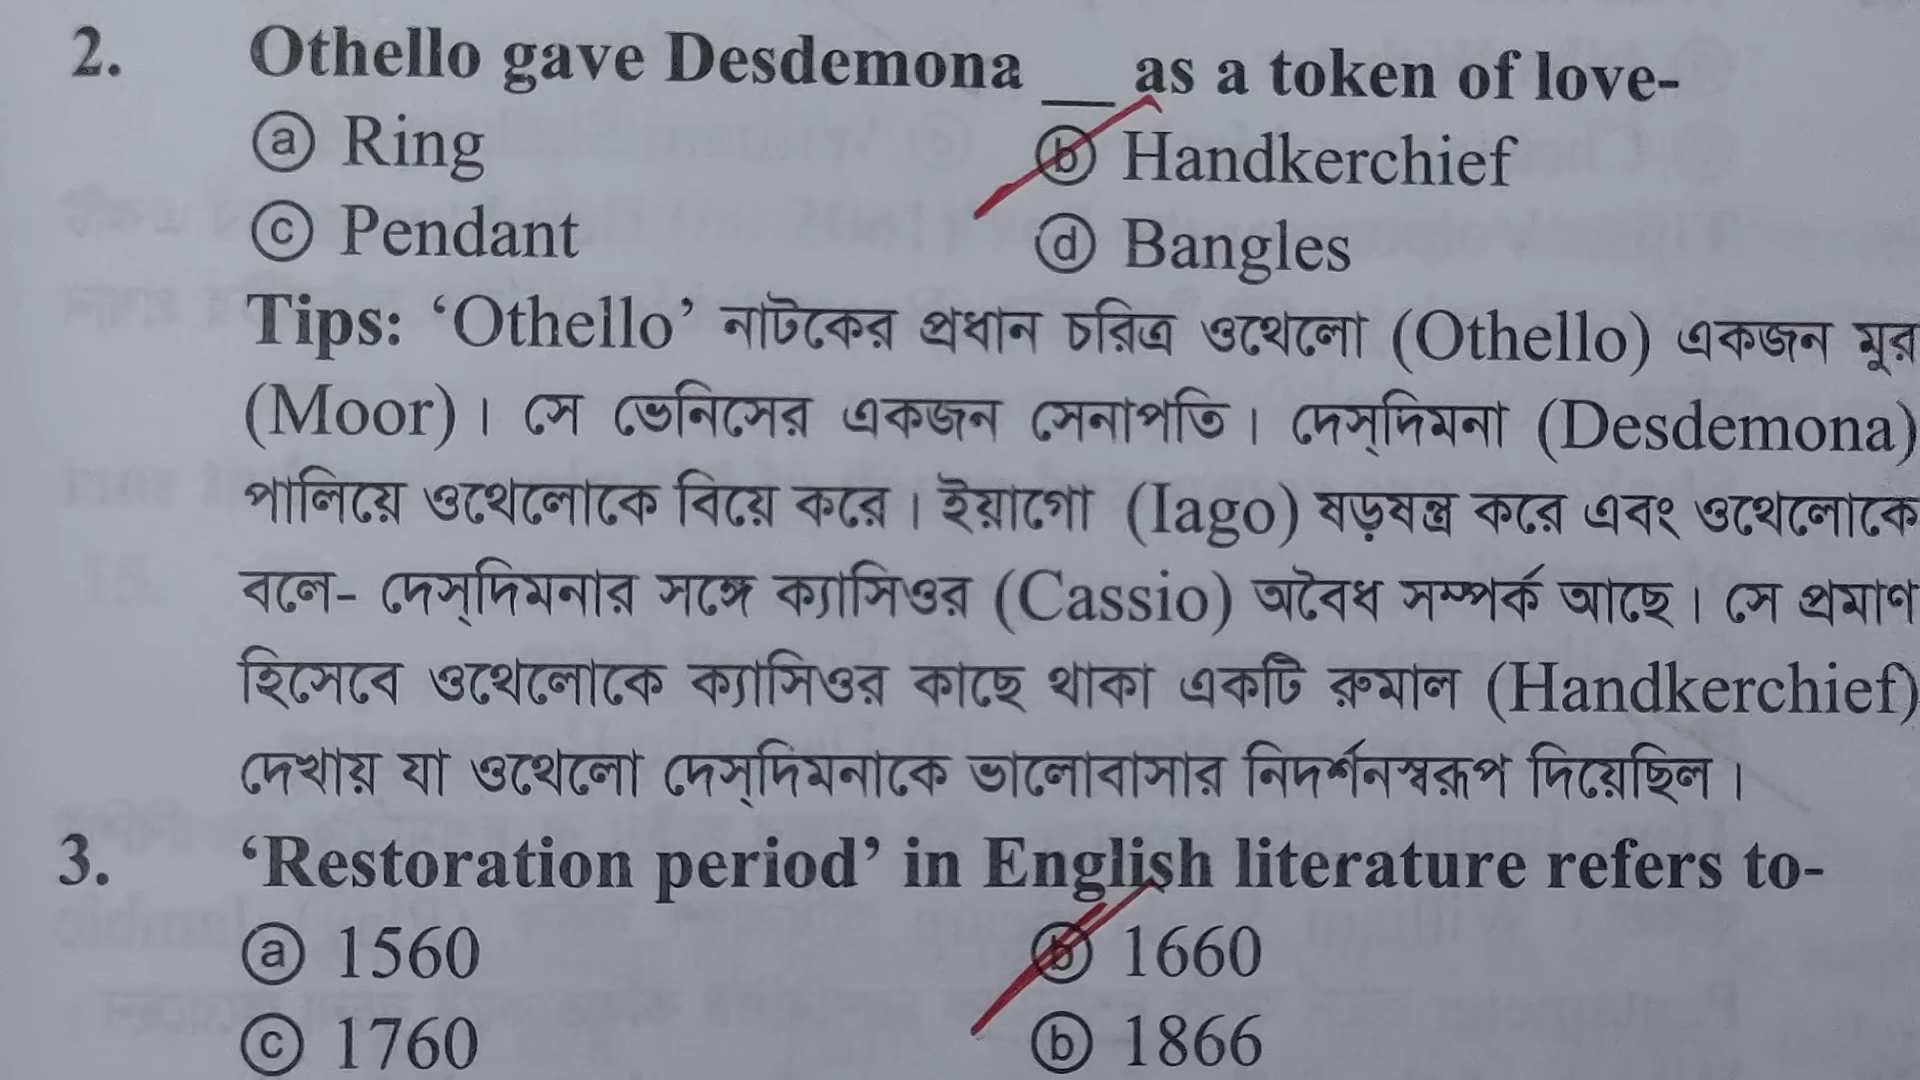 2. Othello gave Desdemona __ as a token of love-
ⓐ Ring ⓑ Handkerchief
ⓒ Pendant ⓓ Bangles
Tips: ‘Othello’ নাটকের প্রধান চরিত্র ওথেলো (Othello) একজন মূর
(Moor)। সে ভেনিসের একজন সেনাপতি। দেস্‌দিমনা (Desdemona)
পালিয়ে ওথেলোকে বিয়ে করে। ইয়াগো (Iago) ষড়যন্ত্র করে এবং ওথেলোকে
বলে- দেস্‌দিমনার সঙ্গে ক্যাসিওর (Cassio) অবৈধ সম্পর্ক আছে। সে প্রমাণ
হিসেবে ওথেলোকে ক্যাসিওর কাছে থাকা একটি রুমাল (Handkerchief)
দেখায় যা ওথেলো দেস্‌দিমনাকে ভালোবাসার নিদর্শনস্বরূপ দিয়েছিল।
3. ‘Restoration period’ in English literature refers to-
ⓐ 1560 ⓑ 1660
ⓒ 1760 ⓑ 1866